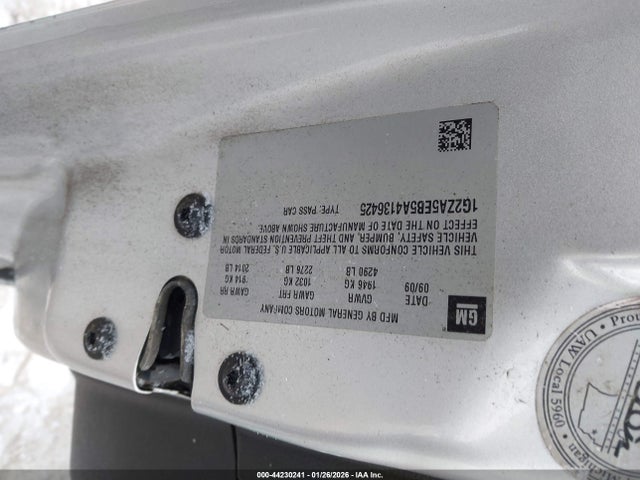 GM
MFD BY GENERAL MOTORS COMPANY
DATE GVWR GAWR FRT GAWR RR
09/09 1946 KG 1032 KG 914 KG
4290 LB 2276 LB 2014 LB
THIS VEHICLE CONFORMS TO ALL APPLICABLE U.S. FEDERAL MOTOR
VEHICLE SAFETY, BUMPER, AND THEFT PREVENTION STANDARDS IN
EFFECT ON THE DATE OF MANUFACTURE SHOWN ABOVE.
1G2ZA5EB5A4136425 TYPE: PASS CAR
UAW Local 5960
Michigan
000-44230241 | 01/26/2026 - IAA Inc.